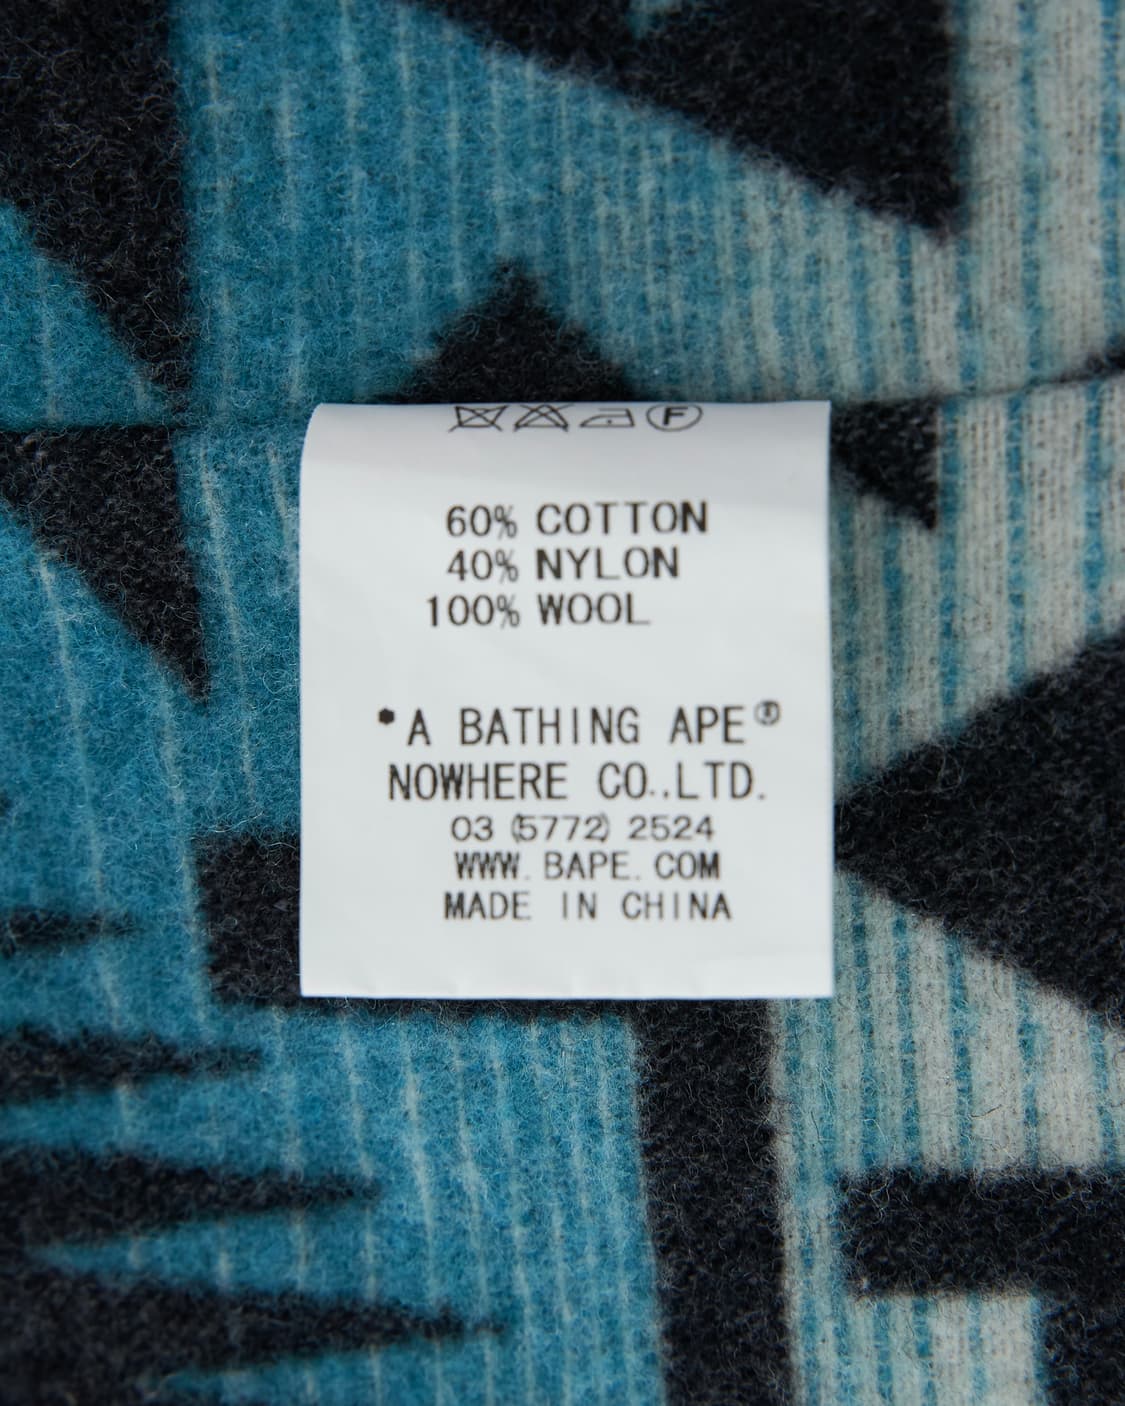 F
60% COTTON
40% NYLON
100% WOOL
*A BATHING APE®
NOWHERE CO.,LTD.
03 (5772) 2524
WWW. BAPE. COM
MADE IN CHINA